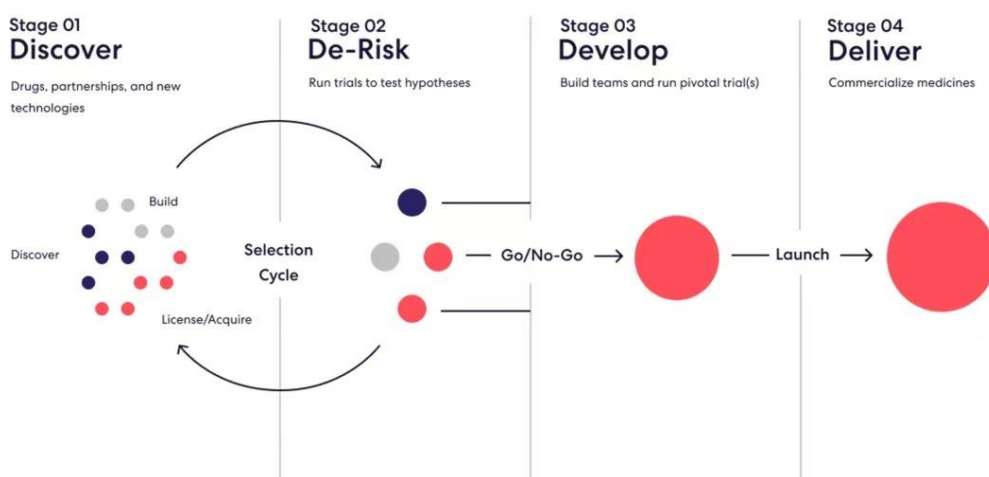 Stage 01
Discover
Drugs, partnerships, and new
technologies
Stage 02
De-Risk
Run trials to test hypotheses
Stage 03
Develop
Build teams and run pivotal trial(s)
Stage 04
Deliver
Commercialize medicines
Build
Discover
License/Acquire
Selection
Cycle
Go/No-Go
Launch